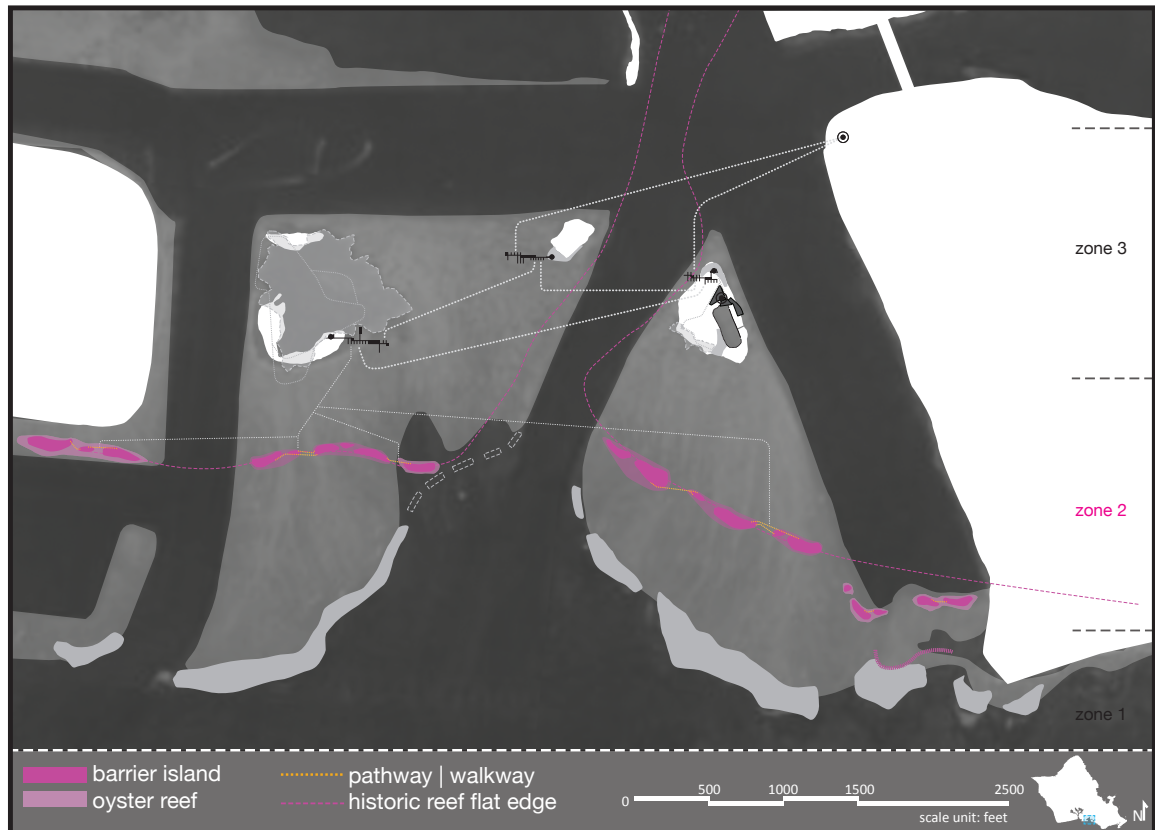 zone 3
zone 2
zone 1
barrier island
oyster reef
pathway | walkway
historic reef flat edge
0 500 1000 1500 2500
scale unit: feet
N